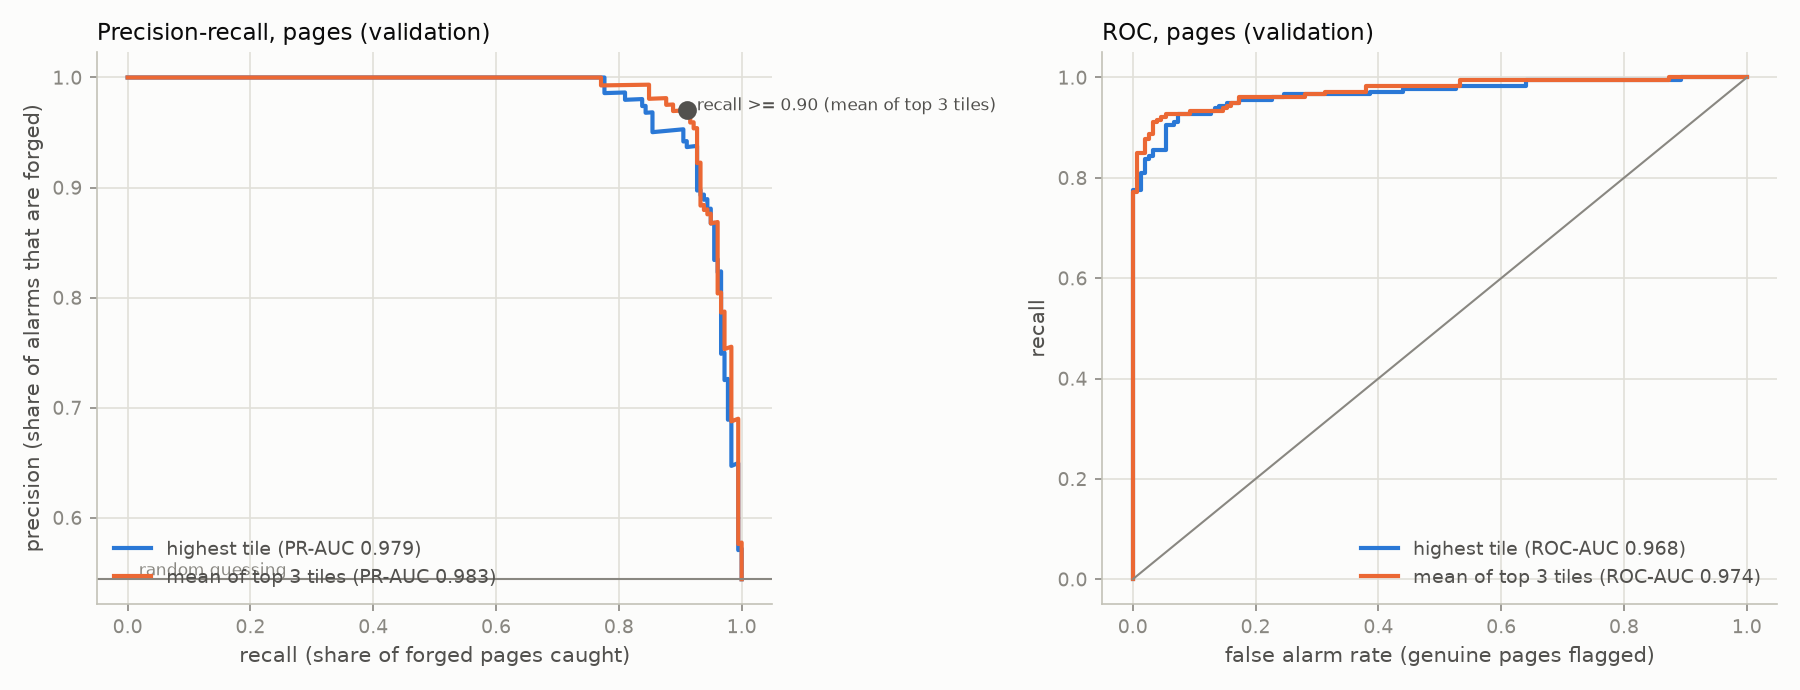 Precision-recall, pages (validation)
precision (share of alarms that are forged)
1.0
0.9
0.8
0.7
0.6
recall >= 0.90 (mean of top 3 tiles)
highest tile (PR-AUC 0.979)
random guessing
mean of top 3 tiles (PR-AUC 0.983)
0.0 0.2 0.4 0.6 0.8 1.0
recall (share of forged pages caught)
ROC, pages (validation)
recall
1.0
0.8
0.6
0.4
0.2
0.0
highest tile (ROC-AUC 0.968)
mean of top 3 tiles (ROC-AUC 0.974)
0.0 0.2 0.4 0.6 0.8 1.0
false alarm rate (genuine pages flagged)